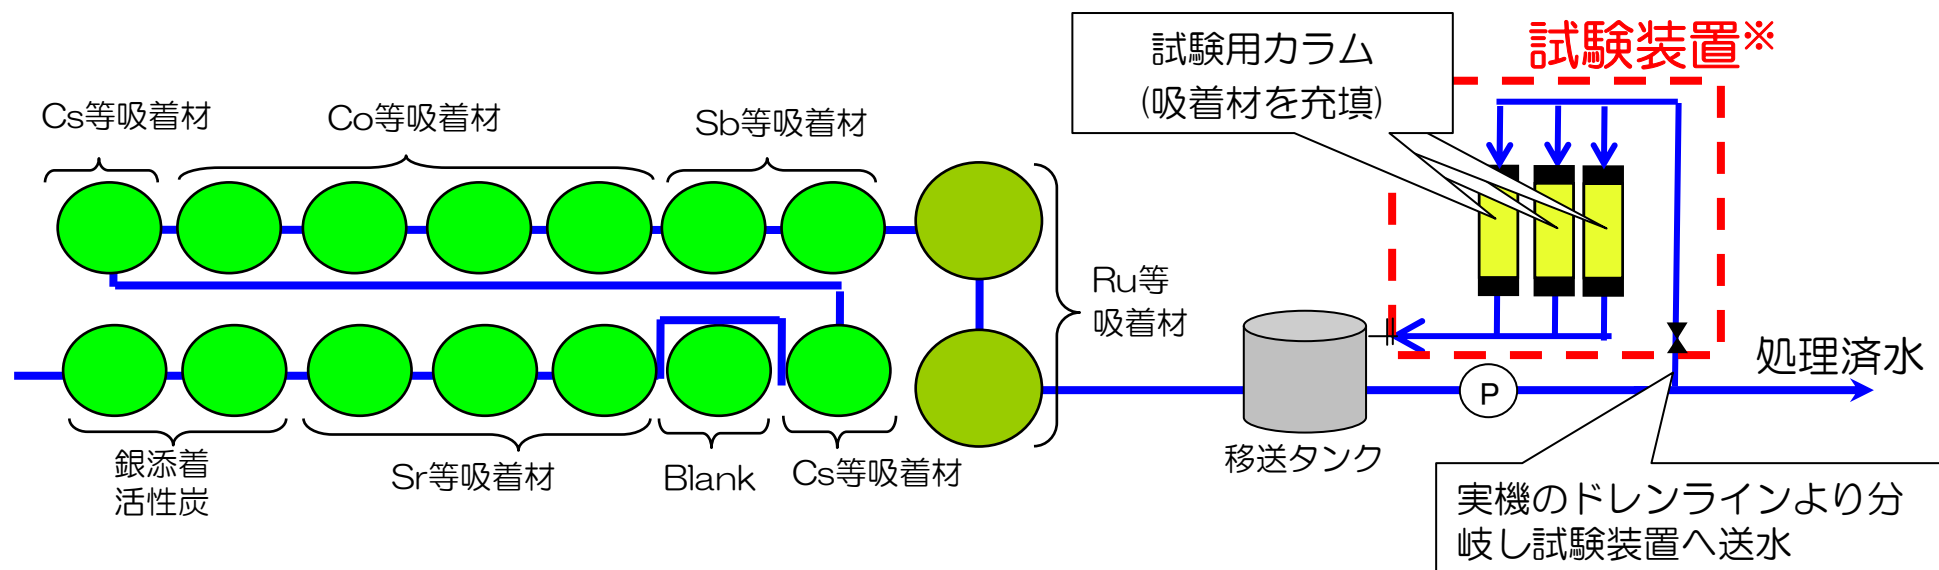 試験用カラム
(吸着材を充填)
試験装置※
Cs等吸着材
Co等吸着材
Sb等吸着材
Ru等
吸着材
処理済水
P
移送タンク
銀添着
活性炭
Sr等吸着材
Blank
Cs等吸着材
実機のドレンラインより分
岐し試験装置へ送水